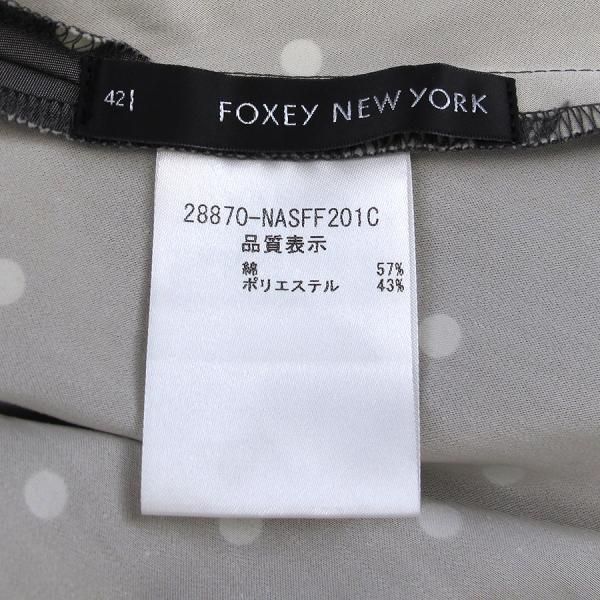 42
FOXEY NEW YORK
28870-NASFF201C
品質表示
綿 57%
ポリエステル 43%